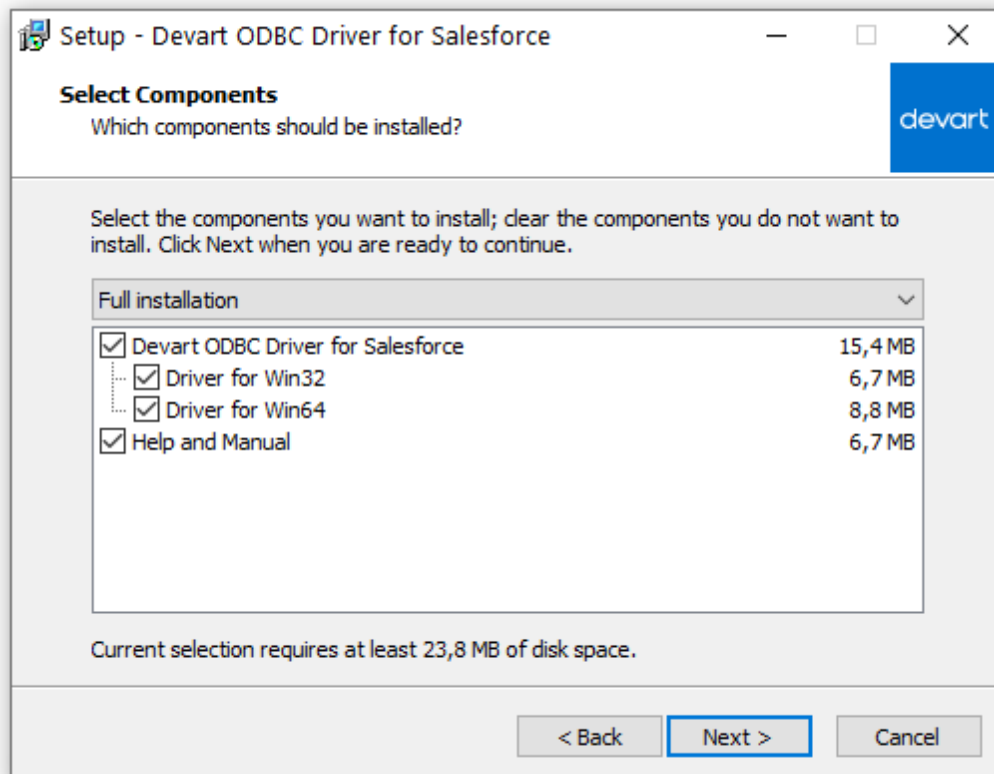 Setup - Devart ODBC Driver for Salesforce
Select Components
Which components should be installed?
devart
Select the components you want to install; clear the components you do not want to
install. Click Next when you are ready to continue.
Full installation
Devart ODBC Driver for Salesforce 15,4 MB
Driver for Win32 6,7 MB
Driver for Win64 8,8 MB
Help and Manual 6,7 MB
Current selection requires at least 23,8 MB of disk space.
< Back Next > Cancel